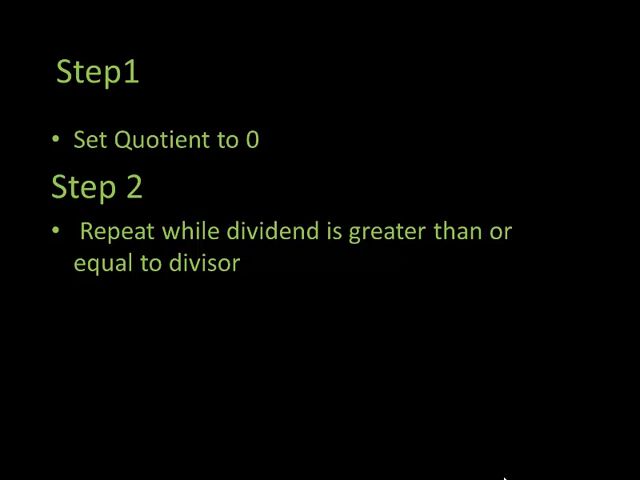 Step1
• Set Quotient to 0
Step 2
• Repeat while dividend is greater than or
equal to divisor